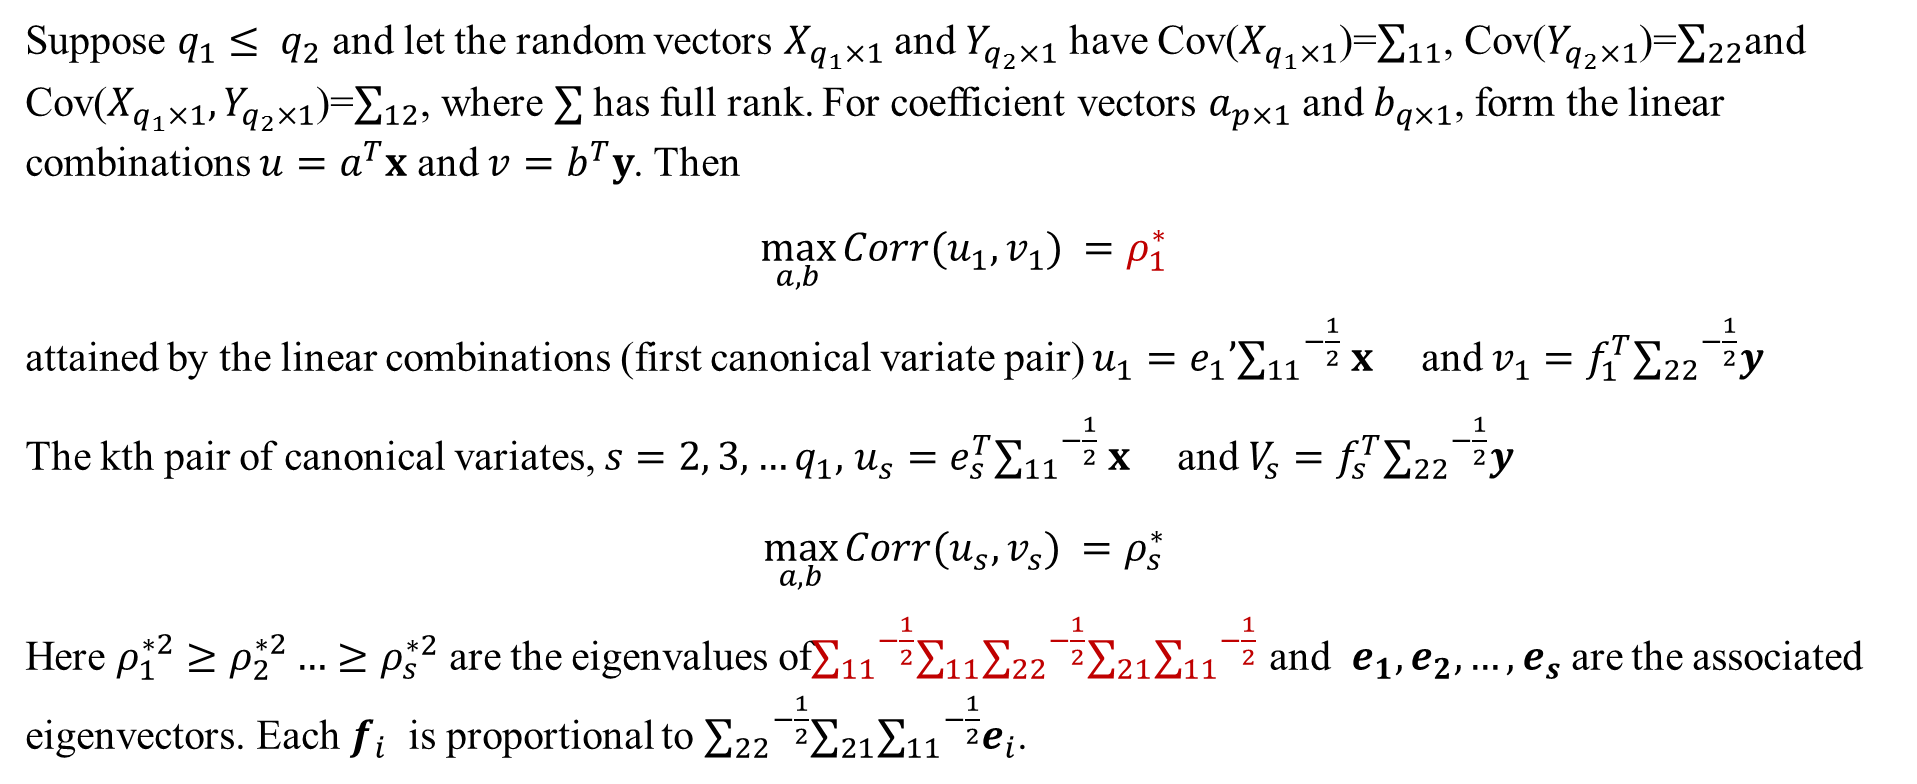 Suppose q₁ ≤ q₂ and let the random vectors X_{q₁×1} and Y_{q₂×1} have Cov(X_{q₁×1})=∑₁₁, Cov(Y_{q₂×1})=∑₂₂and
Cov(X_{q₁×1}, Y_{q₂×1})=∑₁₂, where ∑ has full rank. For coefficient vectors a_{p×1} and b_{q×1}, form the linear
combinations u = a^T x and v = b^T y. Then
max_{a,b} Corr(u₁, v₁) = ρ₁^*
attained by the linear combinations (first canonical variate pair) u₁ = e₁'∑₁₁^{-1/2} x and v₁ = f₁^T ∑₂₂^{-1/2} y
The kth pair of canonical variates, s = 2, 3, … q₁, u_s = e_s^T ∑₁₁^{-1/2} x and V_s = f_s^T ∑₂₂^{-1/2} y
max_{a,b} Corr(u_s, v_s) = ρ_s^*
Here ρ₁^{*2} ≥ ρ₂^{*2} … ≥ ρ_s^{*2} are the eigenvalues of ∑₁₁^{-1/2} ∑₁₁ ∑₂₂^{-1/2} ∑₂₁ ∑₁₁^{-1/2} and e₁, e₂, … , e_s are the associated
eigenvectors. Each f_i is proportional to ∑₂₂^{-1/2} ∑₂₁ ∑₁₁^{-1/2} e_i.